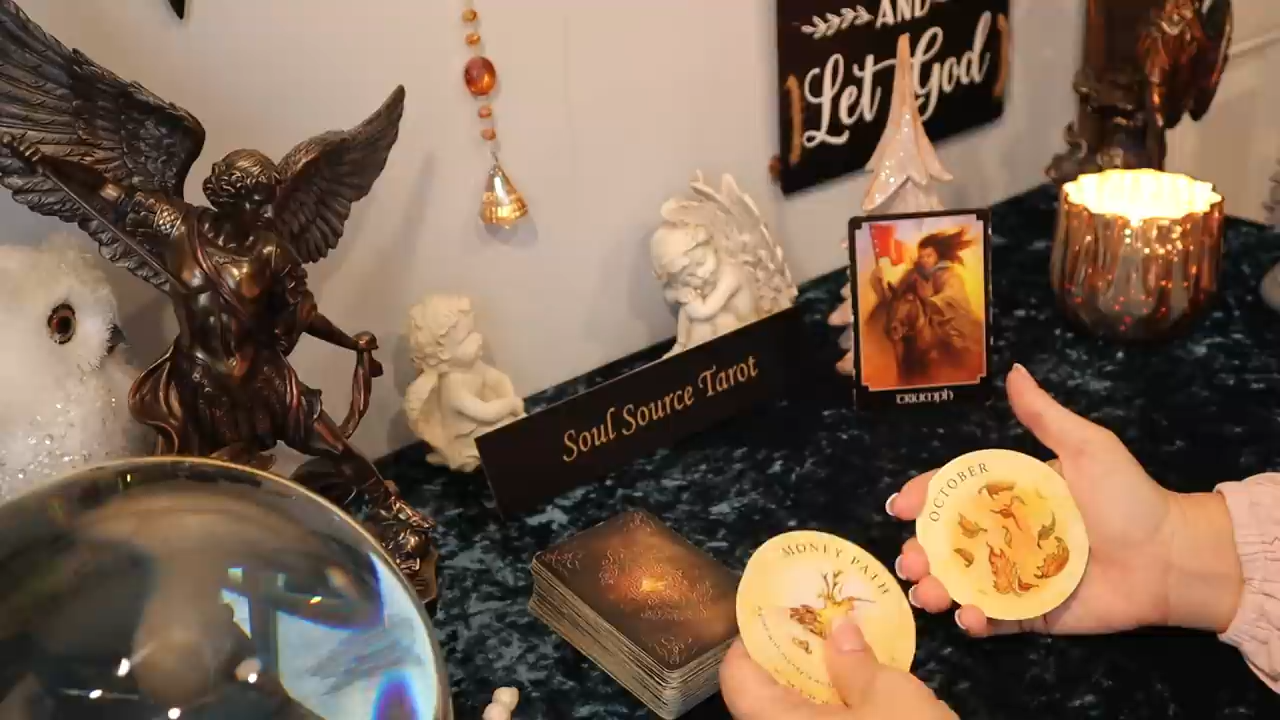 AND
Let God
Soul Source Tarot
TRIUMPH
OCTOBER
MONEY PATH